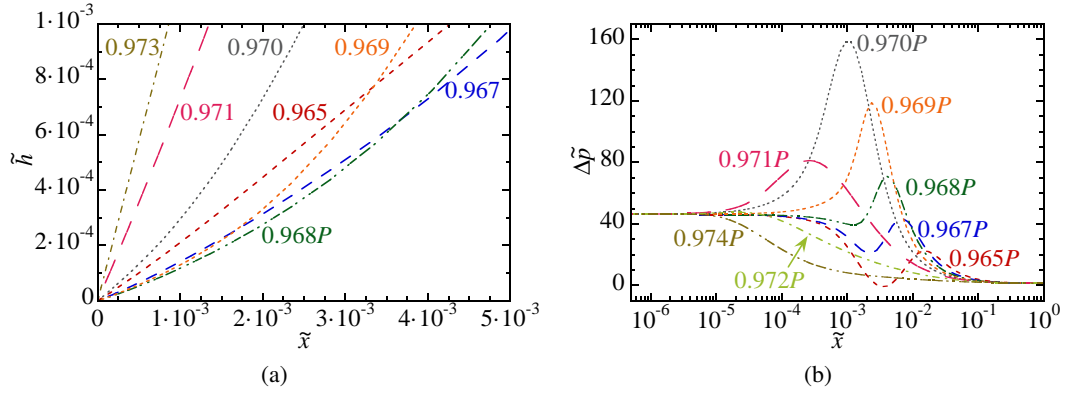 1·10⁻³
8·10⁻⁴
6·10⁻⁴
4·10⁻⁴
2·10⁻⁴
0
h̃
0.973
0.970
0.969
0.971
0.965
0.967
0.968P
0 1·10⁻³ 2·10⁻³ 3·10⁻³ 4·10⁻³ 5·10⁻³
x̃
(a)
160
120
80
40
0
Δp̃
0.970P
0.969P
0.971P
0.968P
0.967P
0.974P
0.965P
0.972P
10⁻⁶ 10⁻⁵ 10⁻⁴ 10⁻³ 10⁻² 10⁻¹ 10⁰
x̃
(b)